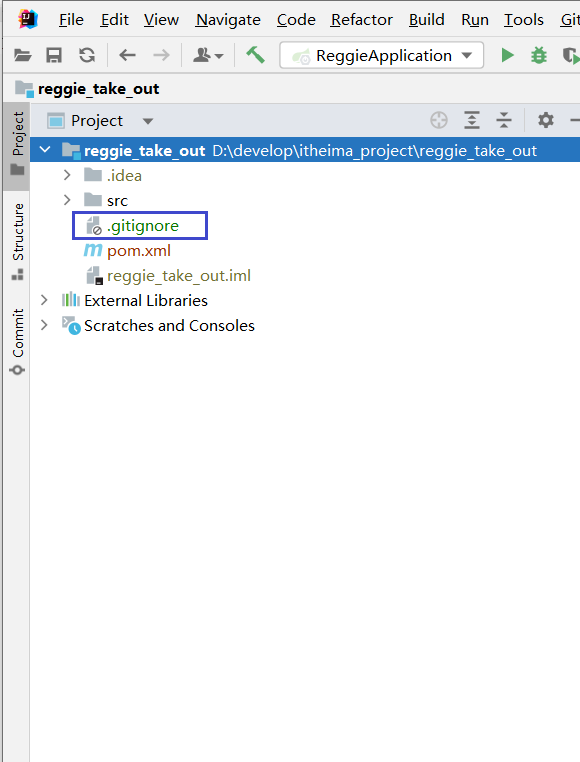 File Edit View Navigate Code Refactor Build Run Tools Gi
ReggieApplication
reggie_take_out
Project
Project
reggie_take_out D:\develop\itheima_project\reggie_take_out
.idea
src
.gitignore
pom.xml
reggie_take_out.iml
External Libraries
Scratches and Consoles
Structure
Commit